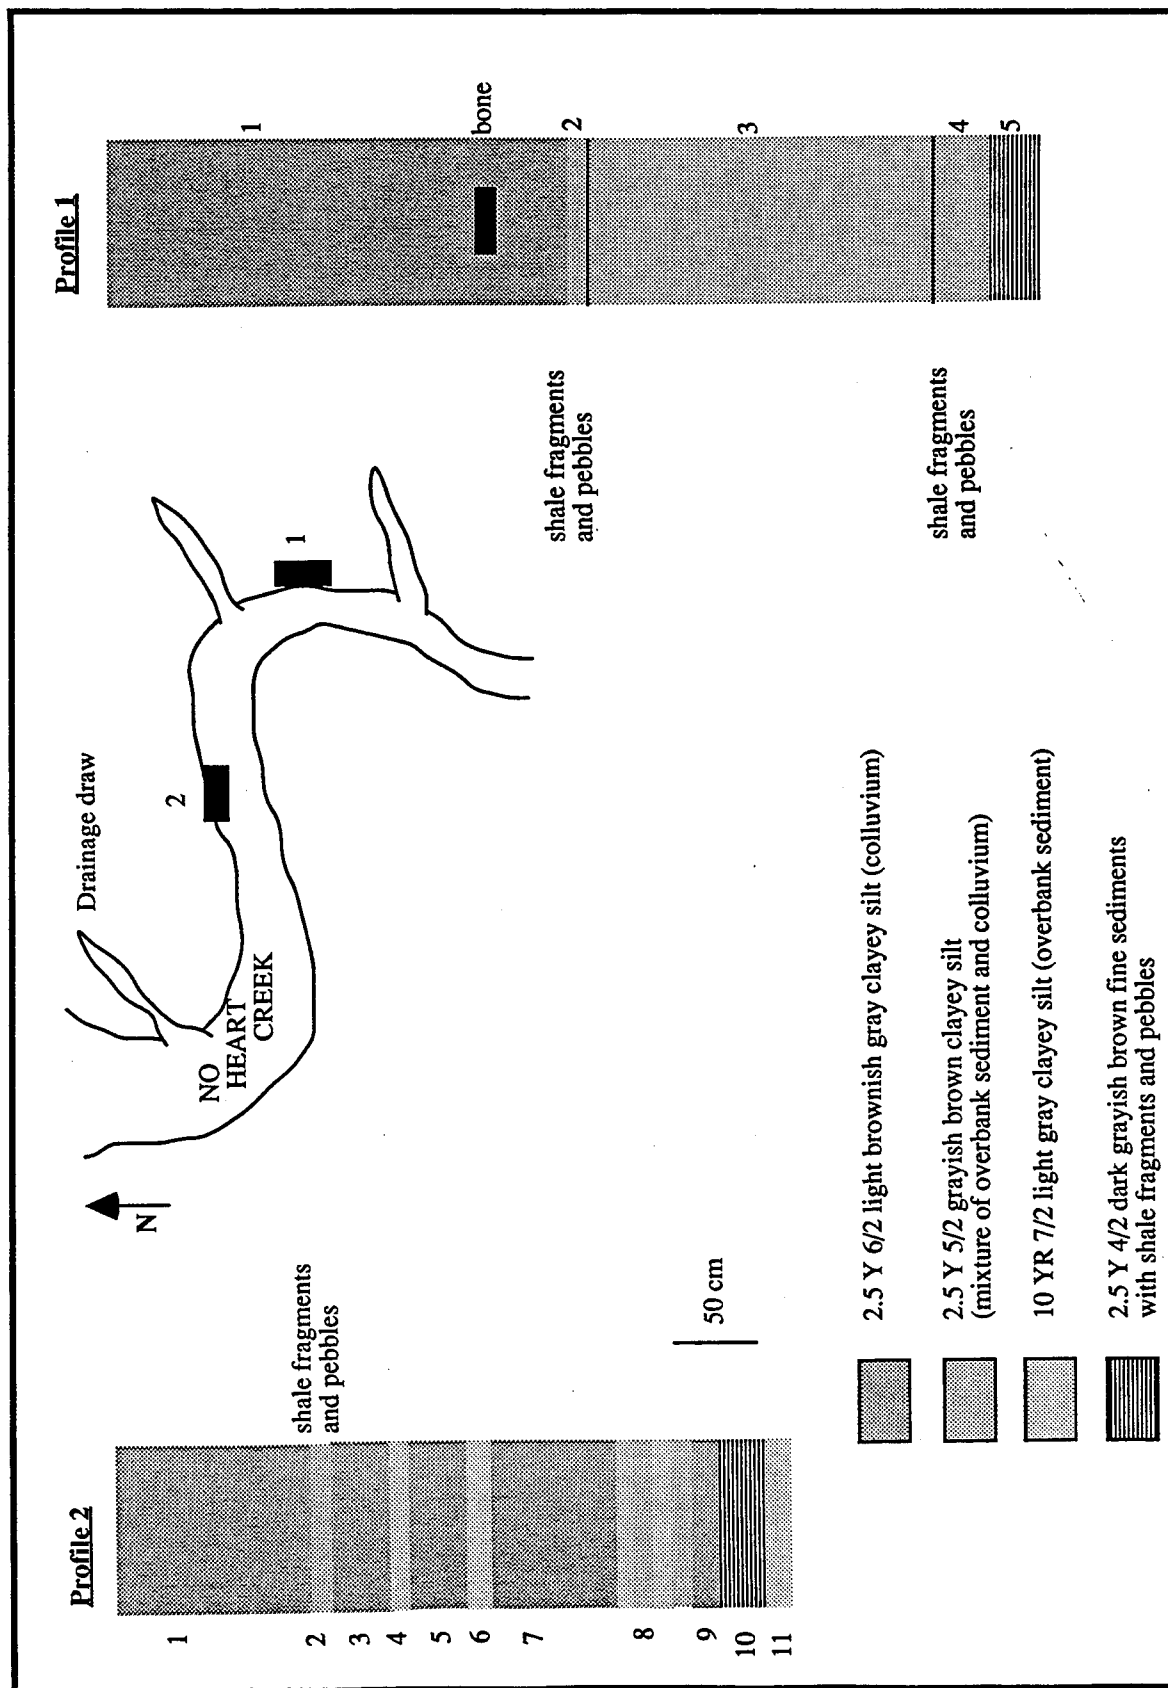 Profile 2
1
2
3
4
5
6
7
8
9
10
11
shale fragments
and pebbles
N
50 cm
Drainage draw
NO
HEART
CREEK
2
1
Profile 1
1
bone
2
3
4
5
shale fragments
and pebbles
shale fragments
and pebbles
2.5 Y 6/2 light brownish gray clayey silt (colluvium)
2.5 Y 5/2 grayish brown clayey silt
(mixture of overbank sediment and colluvium)
10 YR 7/2 light gray clayey silt (overbank sediment)
2.5 Y 4/2 dark grayish brown fine sediments
with shale fragments and pebbles